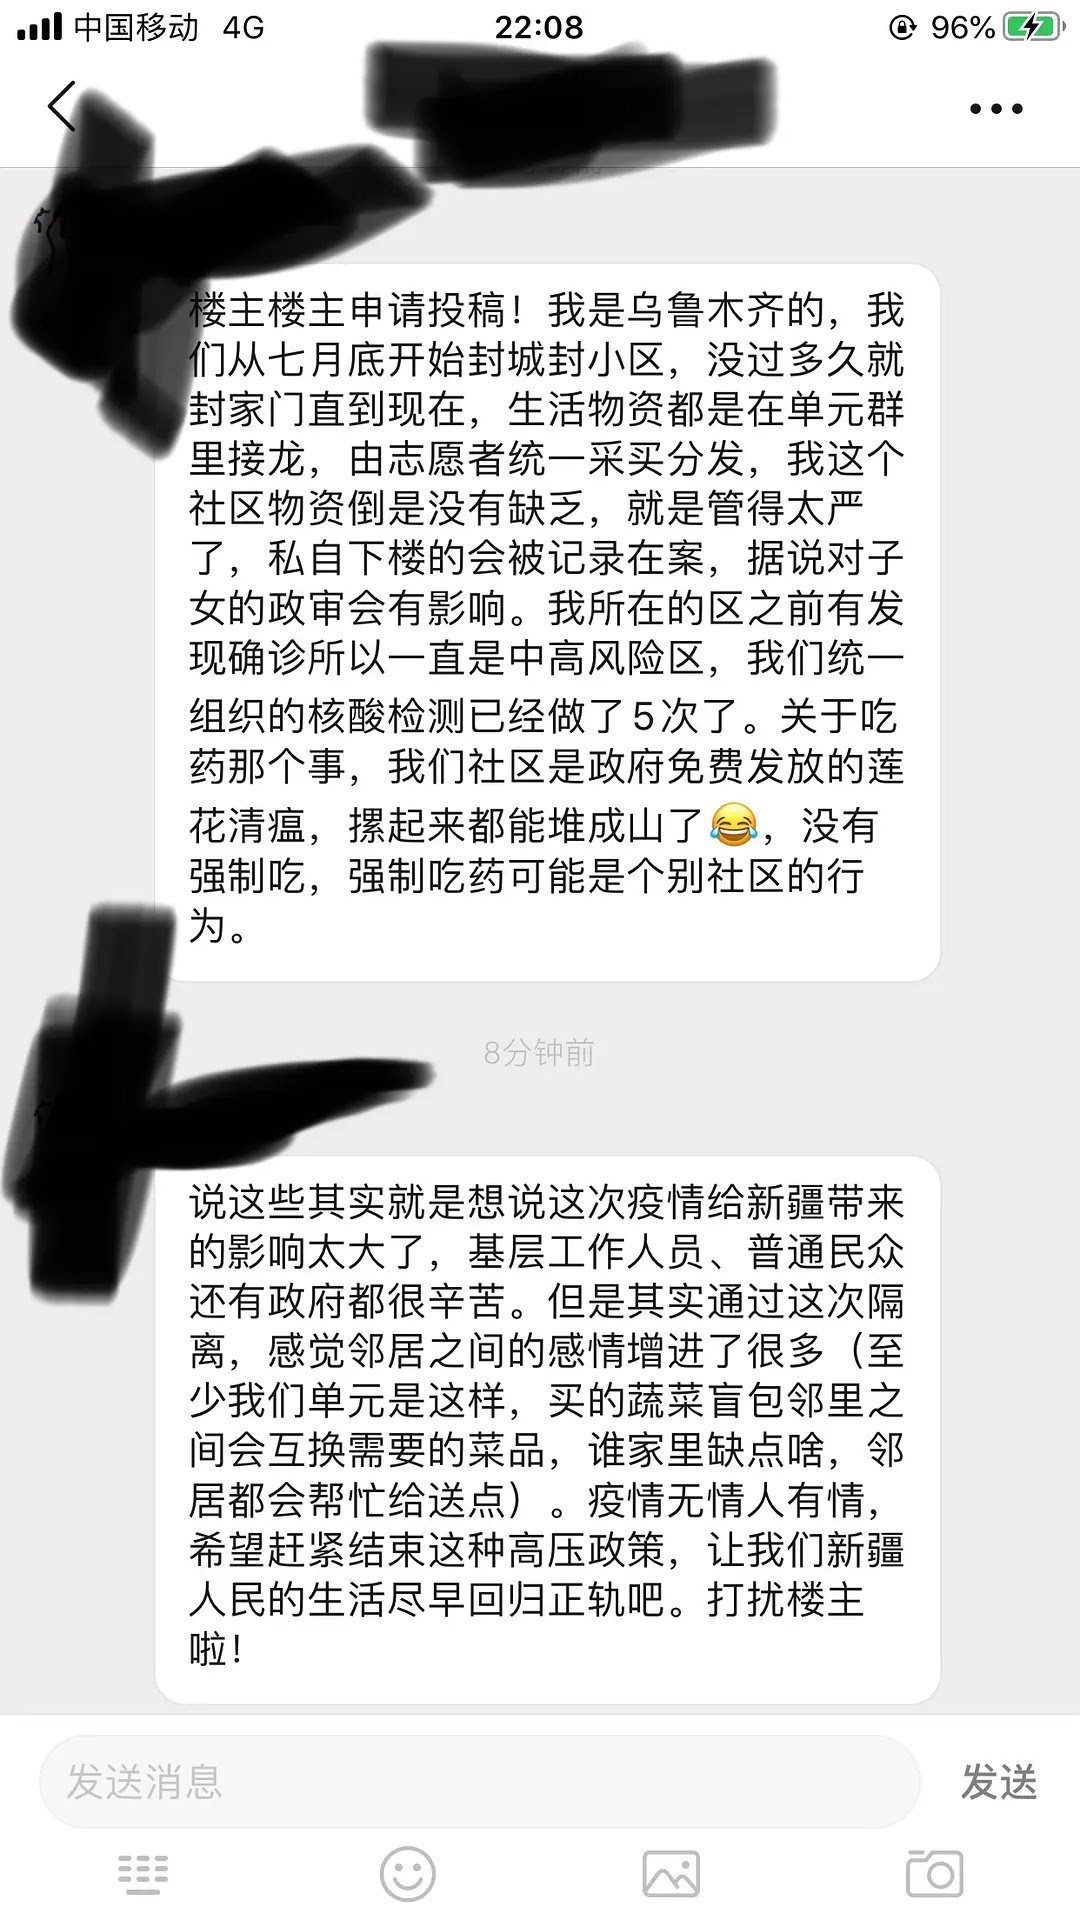 中国移动 4G 22:08 96%
楼主楼主申请投稿！我是乌鲁木齐的，我
们从七月底开始封城封小区，没过多久就
封家门直到现在，生活物资都是在单元群
里接龙，由志愿者统一采买分发，我这个
社区物资倒是没有缺乏，就是管得太严
了，私自下楼的会被记录在案，据说对子
女的政审会有影响。我所在的区之前有发
现确诊所以一直是中高风险区，我们统一
组织的核酸检测已经做了5次了。关于吃
药那个事，我们社区是政府免费发放的莲
花清瘟，摞起来都能堆成山了😂，没有
强制吃，强制吃药可能是个别社区的行
为。
8分钟前
说这些其实就是想说这次疫情给新疆带来
的影响太大了，基层工作人员、普通民众
还有政府都很辛苦。但是其实通过这次隔
离，感觉邻居之间的感情增进了很多（至
少我们单元是这样，买的蔬菜盲包邻里之
间会互换需要的菜品，谁家里缺点啥，邻
居都会帮忙给送点）。疫情无情人有情，
希望赶紧结束这种高压政策，让我们新疆
人民的生活尽早回归正轨吧。打扰楼主
啦！
发送消息 发送